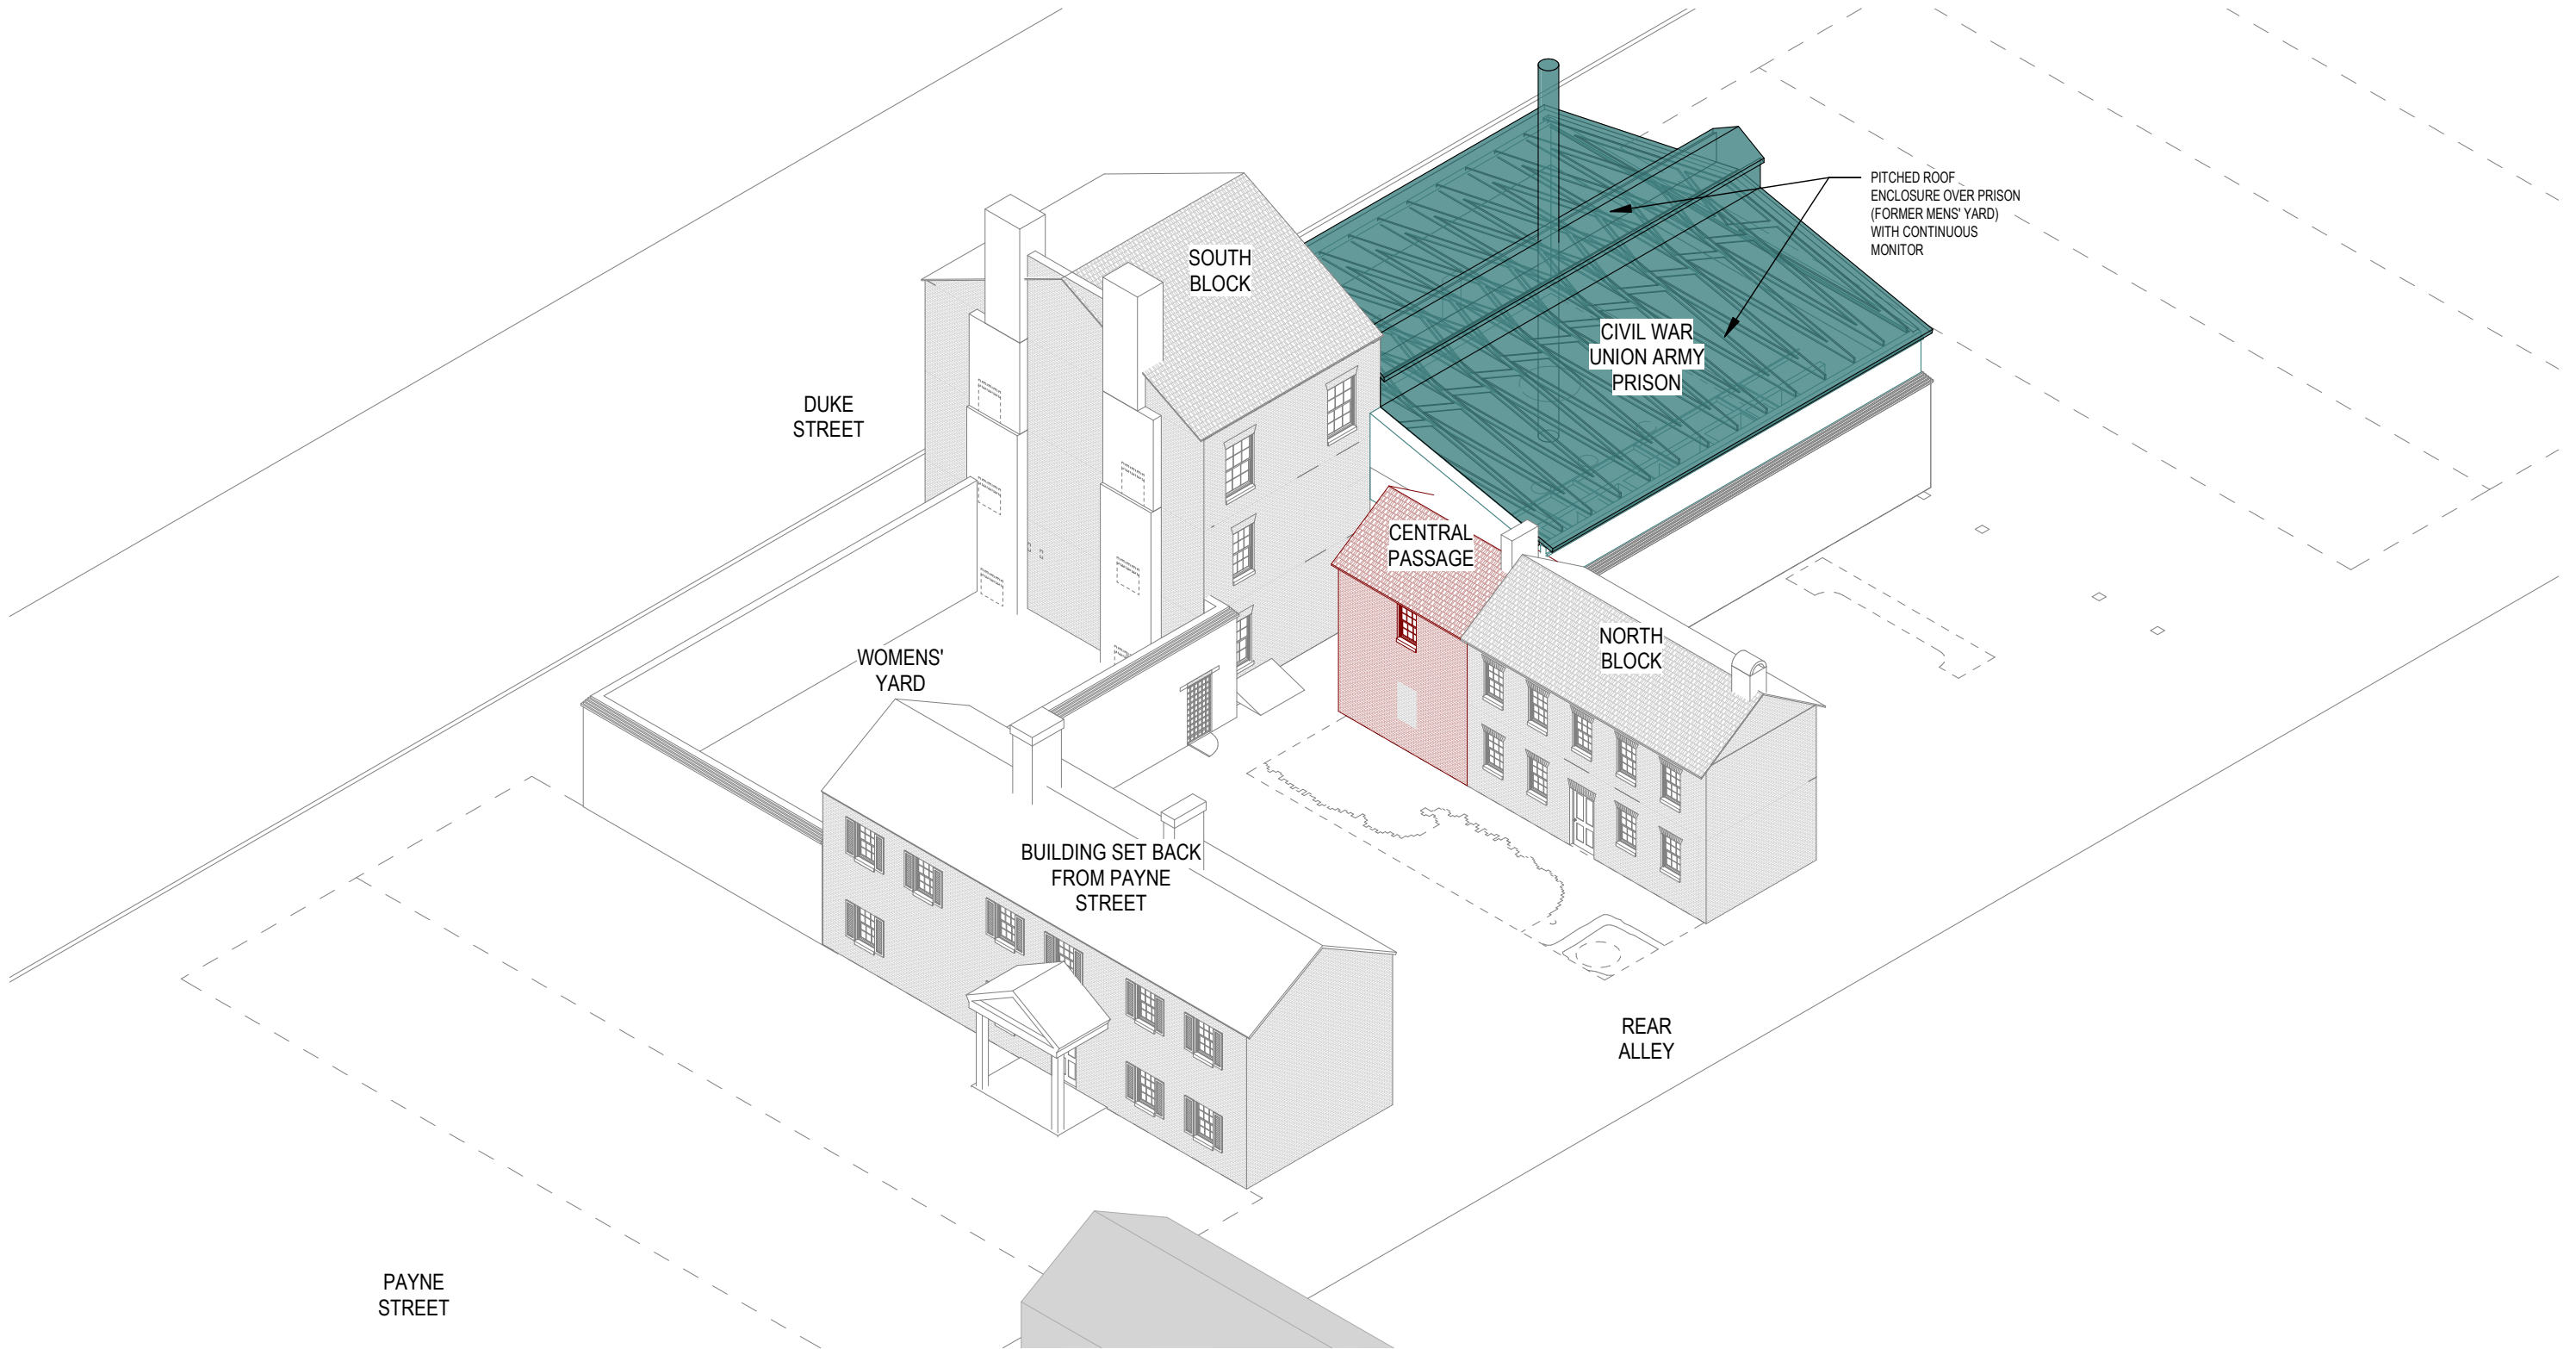 PITCHED ROOF
ENCLOSURE OVER PRISON
(FORMER MENS' YARD)
WITH CONTINUOUS
MONITOR
SOUTH
BLOCK
CIVIL WAR
UNION ARMY
PRISON
DUKE
STREET
CENTRAL
PASSAGE
NORTH
BLOCK
WOMENS'
YARD
BUILDING SET BACK
FROM PAYNE
STREET
REAR
ALLEY
PAYNE
STREET